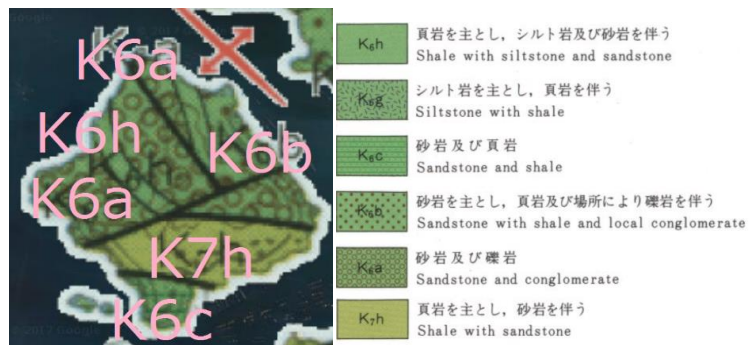 K6a
K6h
K6b
K6a
K7h
K6c
K₆h
頁岩を主とし，シルト岩及び砂岩を伴う
Shale with siltstone and sandstone
K₆g
シルト岩を主とし，頁岩を伴う
Siltstone with shale
K₆c
砂岩及び頁岩
Sandstone and shale
K₆b
砂岩を主とし，頁岩及び場所により礫岩を伴う
Sandstone with shale and local conglomerate
K₆a
砂岩及び礫岩
Sandstone and conglomerate
K₇h
頁岩を主とし，砂岩を伴う
Shale with sandstone